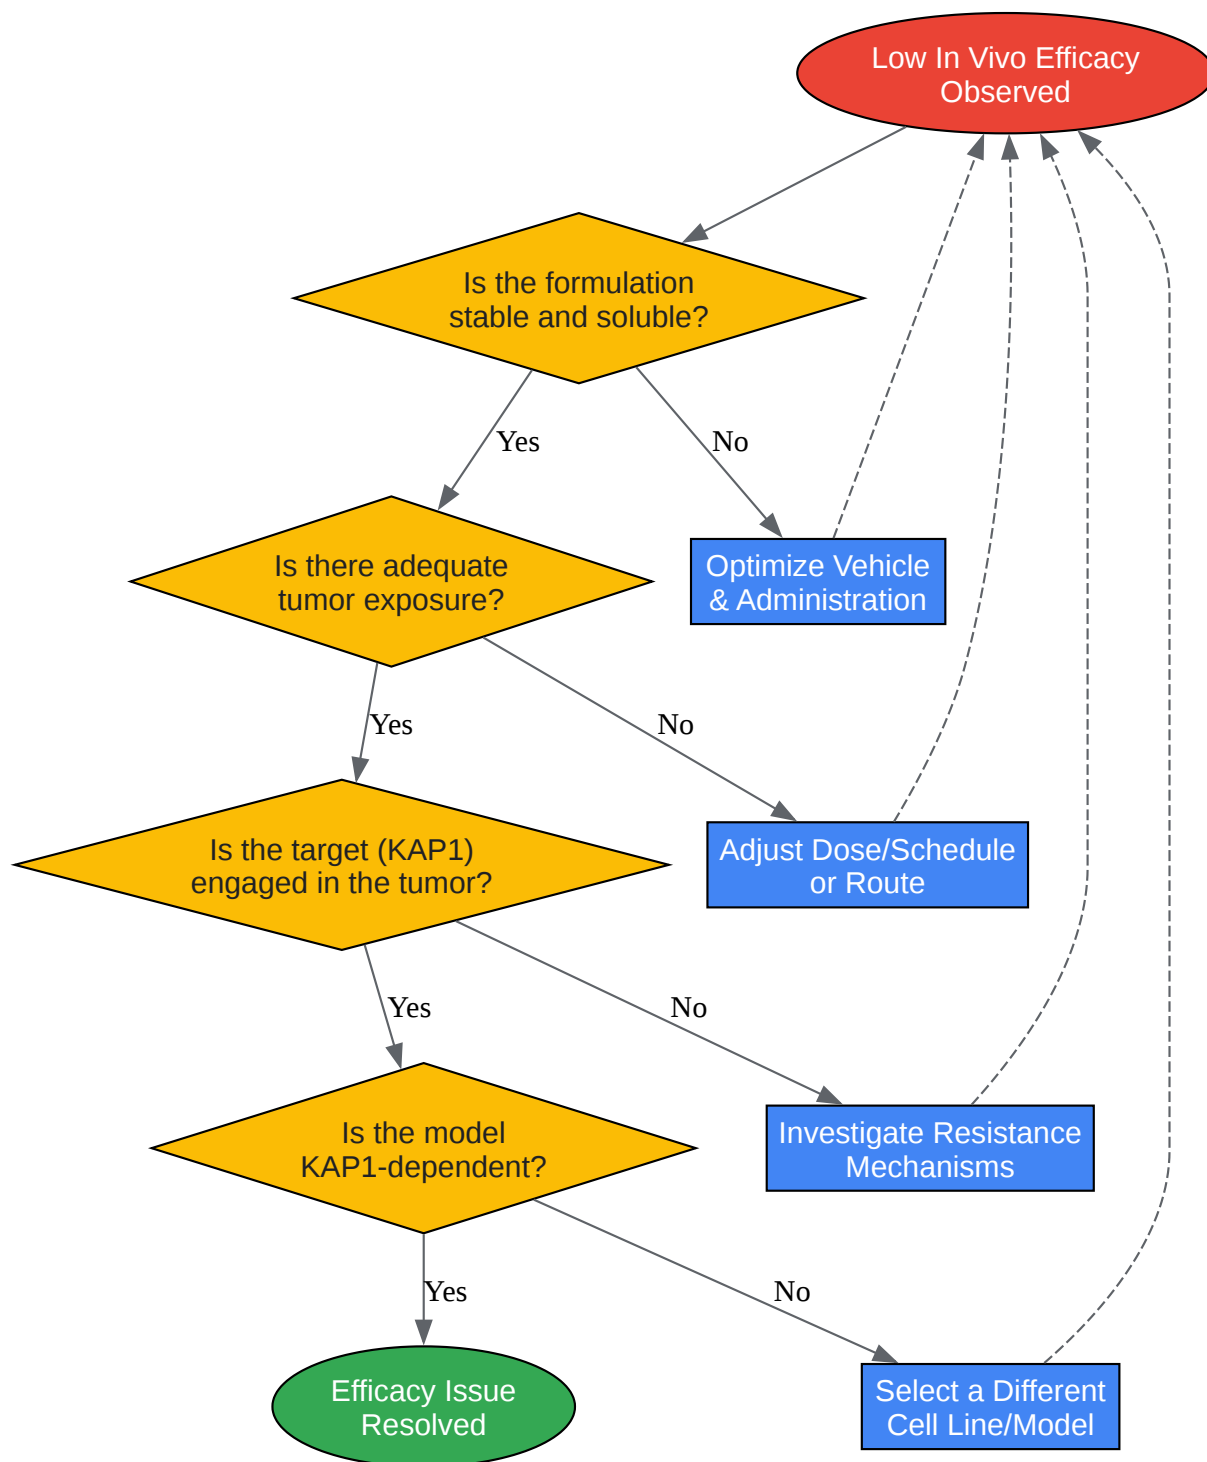 Low In Vivo Efficacy
Observed
Is the formulation
stable and soluble?
Yes
No
Is there adequate
tumor exposure?
Optimize Vehicle
& Administration
Yes
No
Is the target (KAP1)
engaged in the tumor?
Adjust Dose/Schedule
or Route
Yes
No
Is the model
KAP1-dependent?
Investigate Resistance
Mechanisms
Yes
No
Efficacy Issue
Resolved
Select a Different
Cell Line/Model